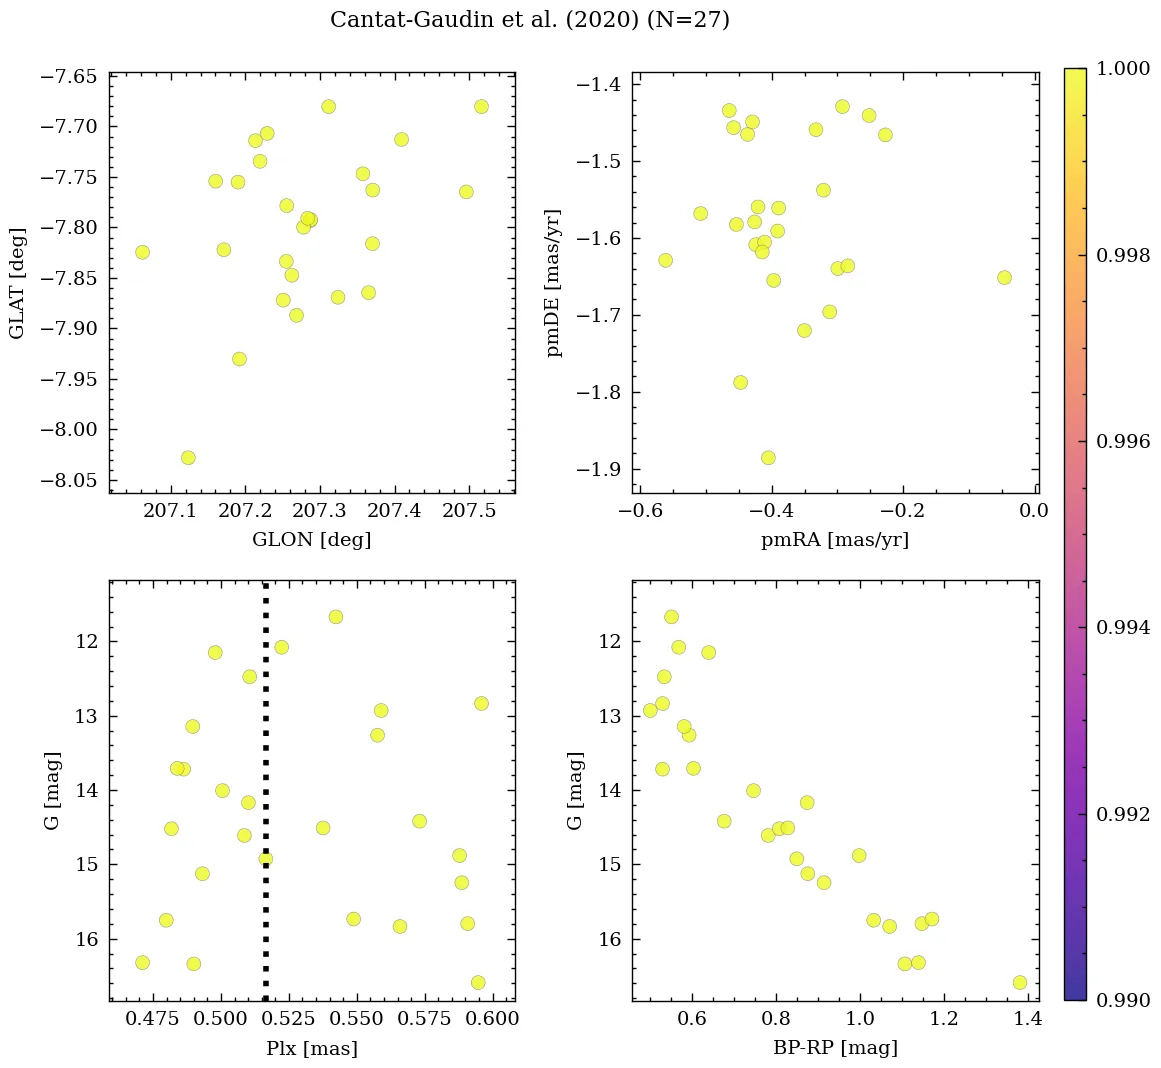 Cantat-Gaudin et al. (2020) (N=27)
−7.65
−7.70
−7.75
−7.80
−7.85
−7.90
−7.95
−8.00
−8.05
GLAT [deg]
207.1 207.2 207.3 207.4 207.5
GLON [deg]
−1.4
−1.5
−1.6
−1.7
−1.8
−1.9
pmDE [mas/yr]
−0.6 −0.4 −0.2 0.0
pmRA [mas/yr]
12
13
14
15
16
G [mag]
0.475 0.500 0.525 0.550 0.575 0.600
Plx [mas]
12
13
14
15
16
G [mag]
0.6 0.8 1.0 1.2 1.4
BP-RP [mag]
1.000
0.998
0.996
0.994
0.992
0.990